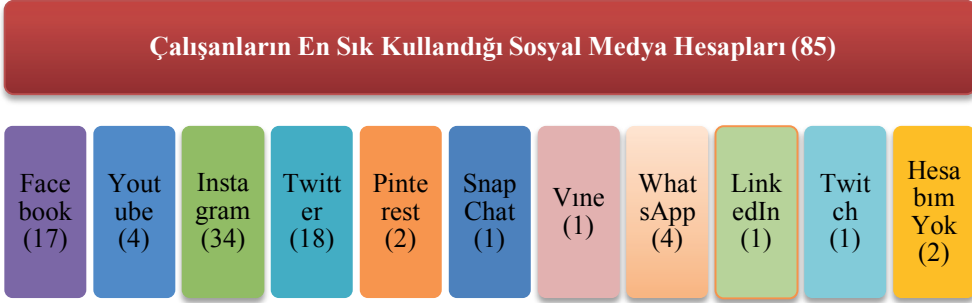 Çalışanların En Sık Kullandığı Sosyal Medya Hesapları (85)
Face
book
(17)
Yout
ube
(4)
Insta
gram
(34)
Twitt
er
(18)
Pinte
rest
(2)
Snap
Chat
(1)
Vıne
(1)
What
sApp
(4)
Link
edIn
(1)
Twit
ch
(1)
Hesa
bım
Yok
(2)